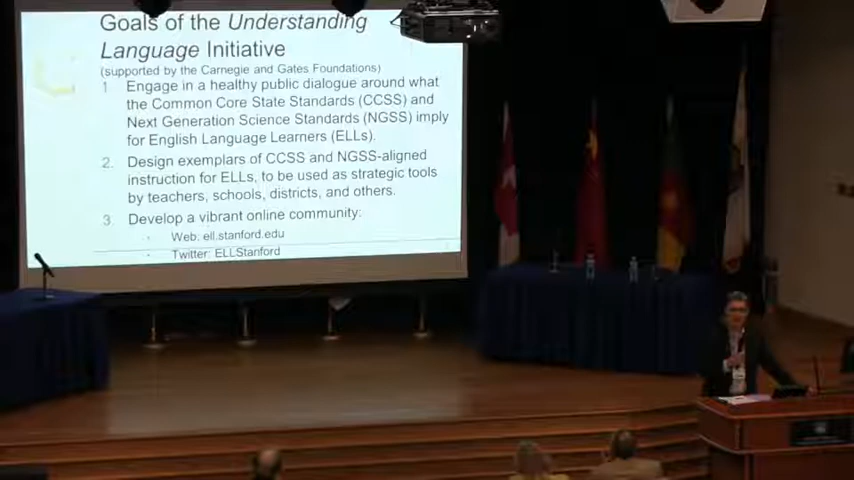 Goals of the Understanding
Language Initiative
(supported by the Carnegie and Gates Foundations)
1 Engage in a healthy public dialogue around what
the Common Core State Standards (CCSS) and
Next Generation Science Standards (NGSS) imply
for English Language Learners (ELLs).
2. Design exemplars of CCSS and NGSS-aligned
instruction for ELLs, to be used as strategic tools
by teachers, schools, districts, and others.
3. Develop a vibrant online community:
Web: ell.stanford.edu
Twitter: ELLStanford